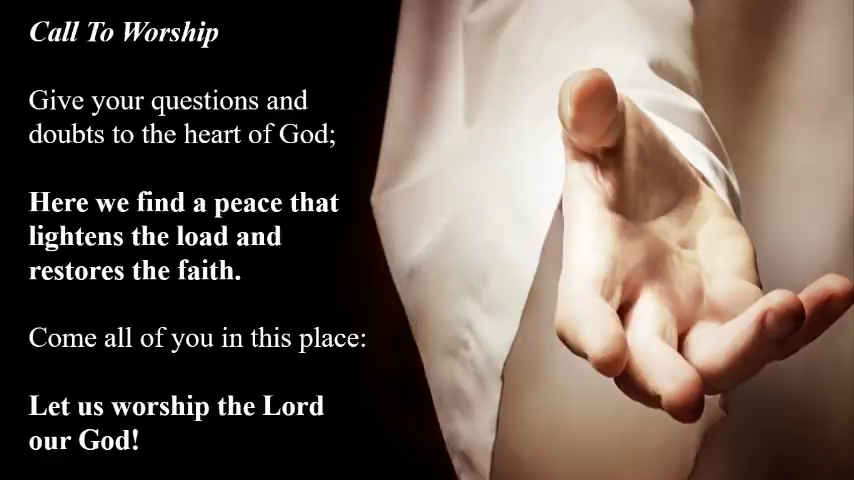 Call To Worship
Give your questions and
doubts to the heart of God;
Here we find a peace that
lightens the load and
restores the faith.
Come all of you in this place:
Let us worship the Lord
our God!